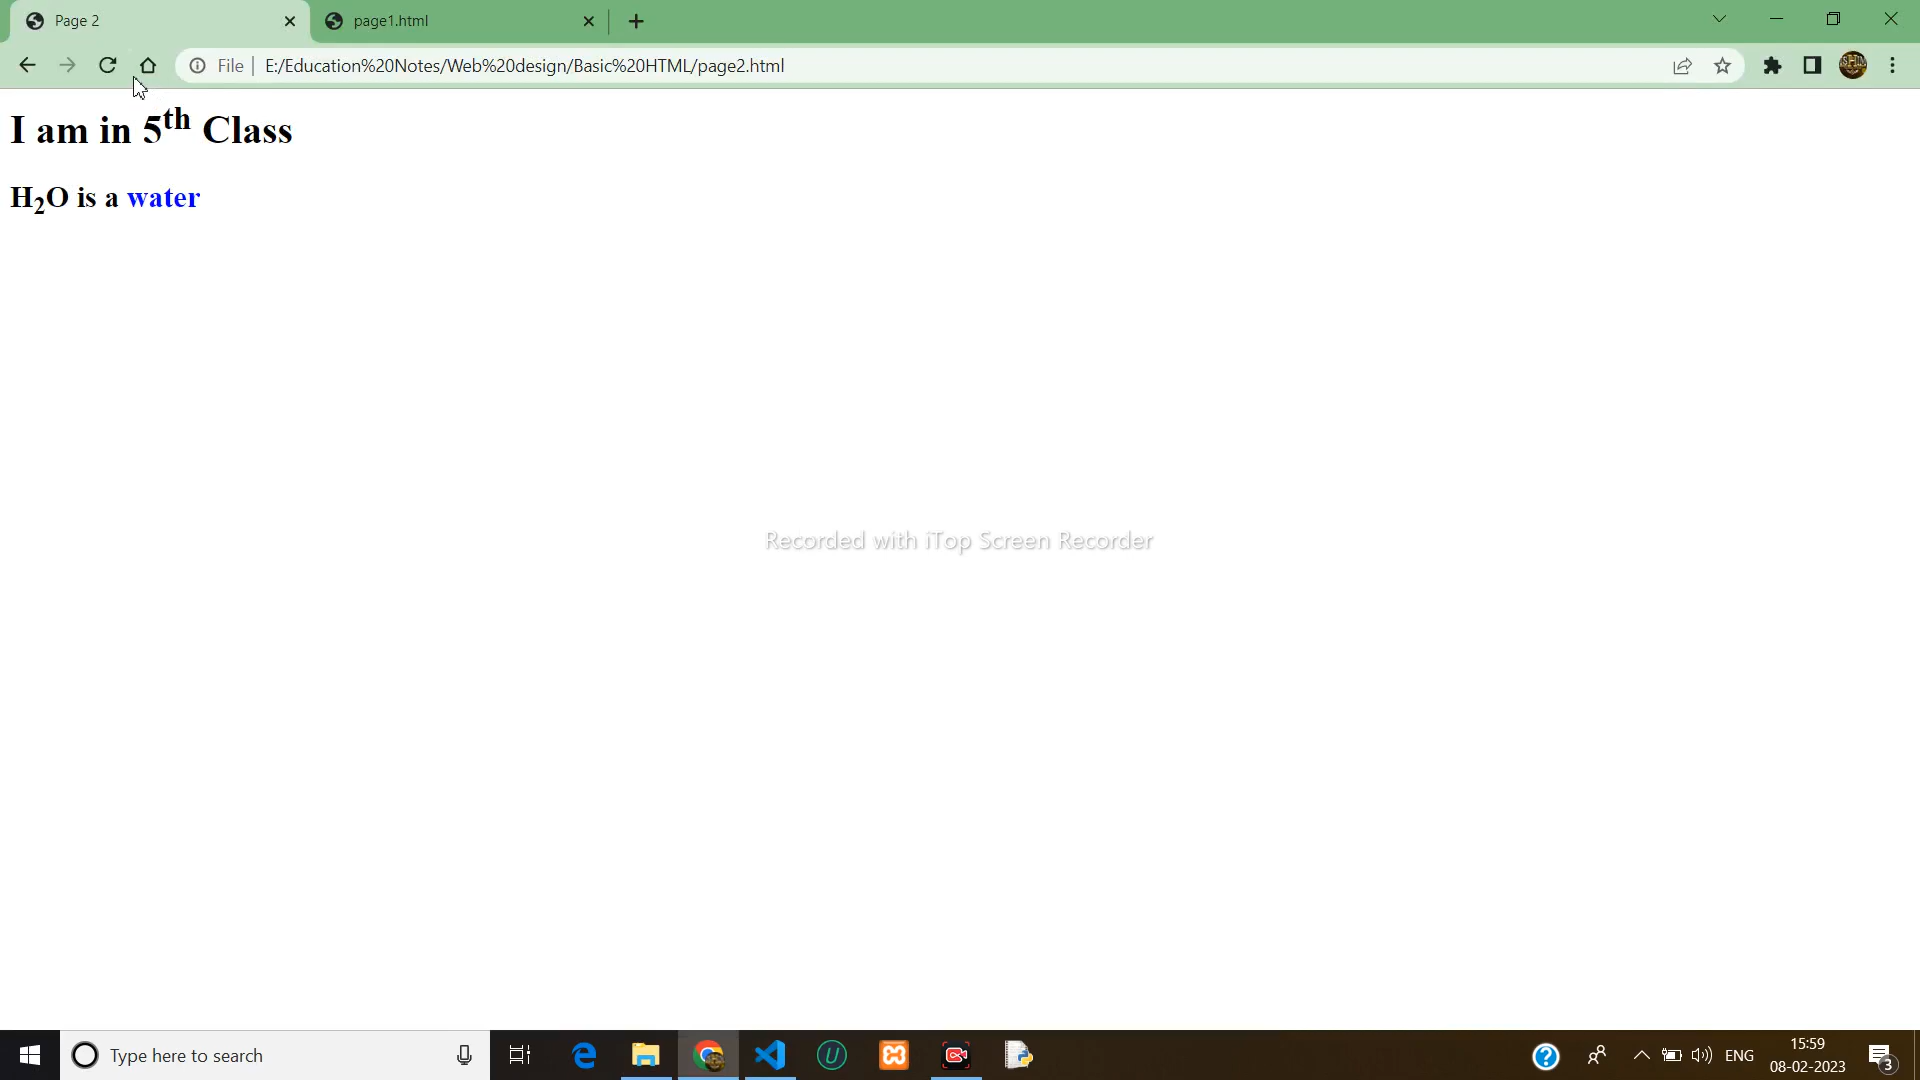 Page 2
page1.html
File
E:/Education%20Notes/Web%20design/Basic%20HTML/page2.html
I am in 5th Class
H2O is a water
Recorded with iTop Screen Recorder
Type here to search
ENG
15:59
08-02-2023
3